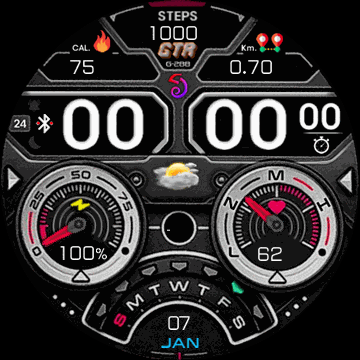 STEPS
1000
CAL.
GTR
Km.
75
G-288
0.70
24
00
00
00
25
50
75
0
100%
N
M
I
L
62
S M T W T F S
07
JAN